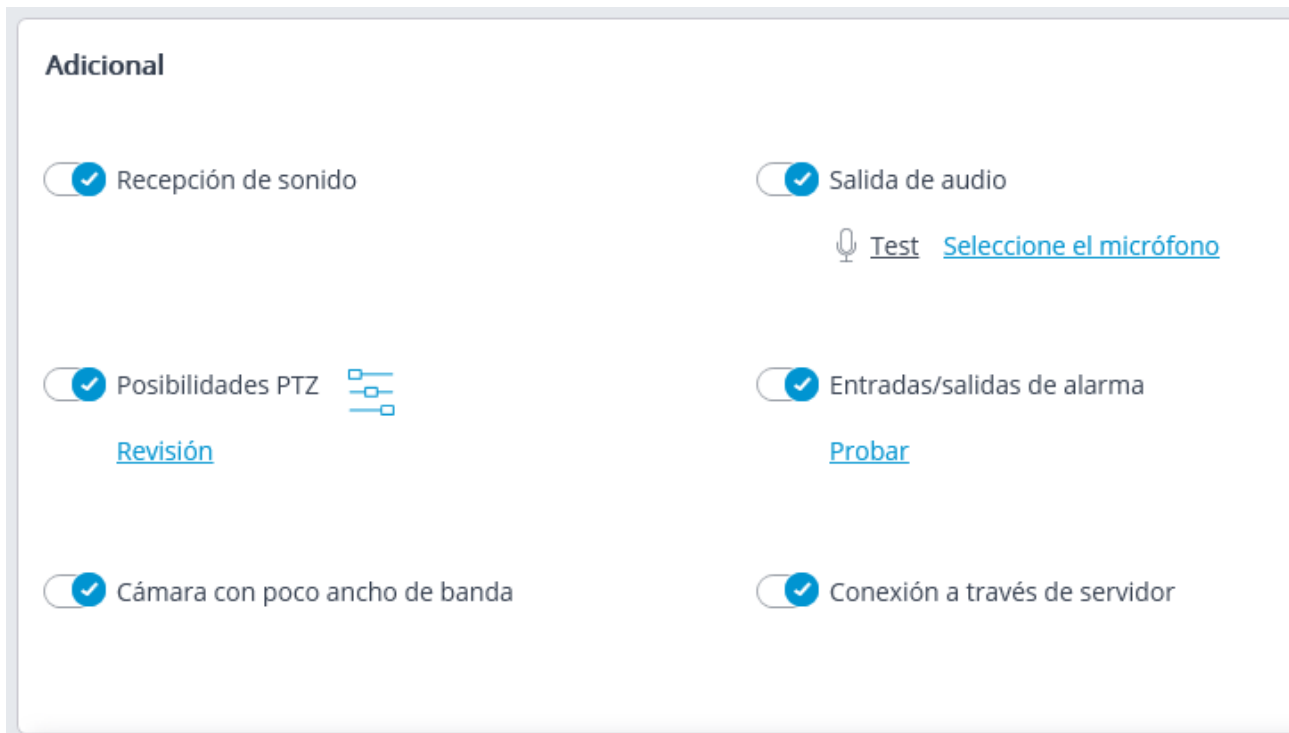 Adicional
Recepción de sonido
Salida de audio
Test Seleccione el micrófono
Posibilidades PTZ
Entradas/salidas de alarma
Revisión
Probar
Cámara con poco ancho de banda
Conexión a través de servidor